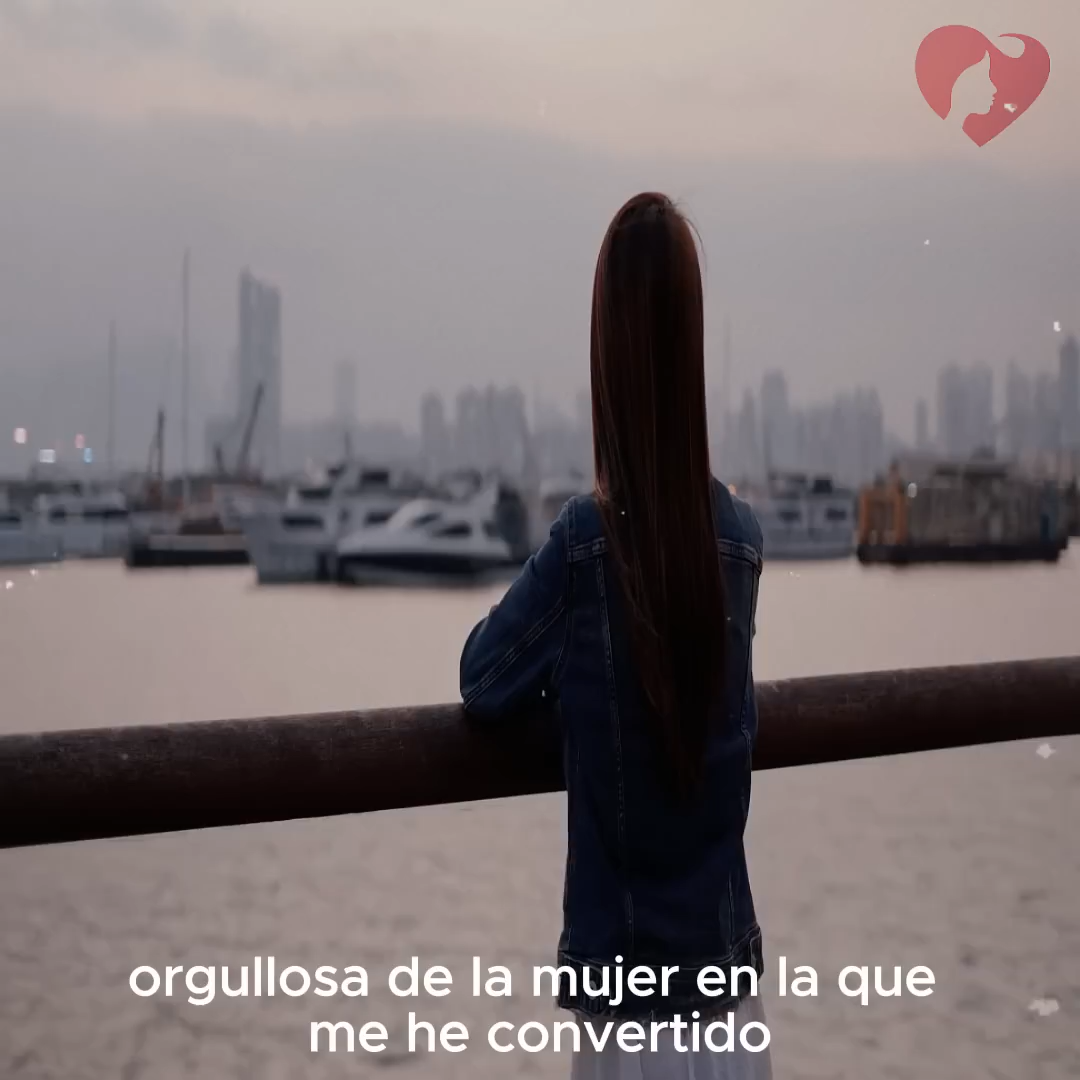 orgullosa de la mujer en la que
me he convertido